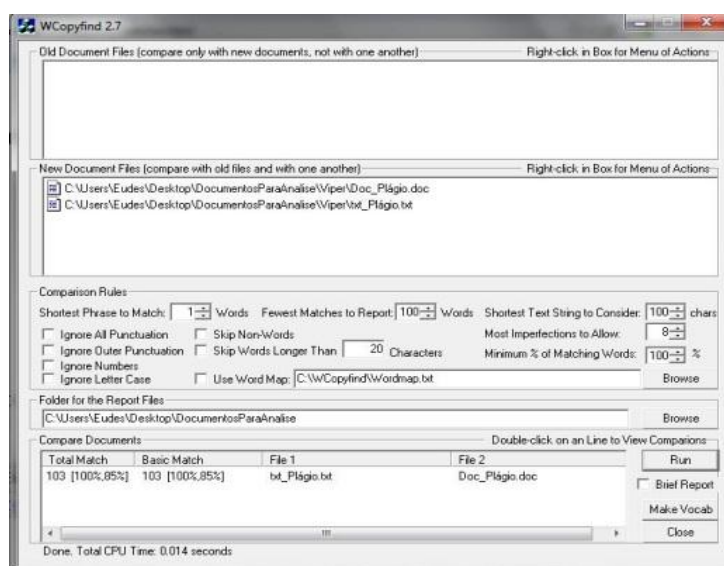 WCopyfind 2.7
Old Document Files (compare only with new documents, not with one another) Right-click in Box for Menu of Actions
New Document Files (compare with old files and with one another) Right-click in Box for Menu of Actions
C:\Users\Eudes\Desktop\DocumentosParaAnalise\Viper\Doc_Plágio.doc
C:\Users\Eudes\Desktop\DocumentosParaAnalise\Viper\txt_Plágio.txt
Comparison Rules
Shortest Phrase to Match: 1 Words Fewest Matches to Report: 100 Words Shortest Text String to Consider: 100 chars
Ignore All Punctuation Skip Non-Words Most Imperfections to Allow: 8
Ignore Outer Punctuation Skip Words Longer Than 20 Characters Minimum % of Matching Words: 100 %
Ignore Numbers
Ignore Letter Case Use Word Map: C:\WCopyfind\Wordmap.txt Browse
Folder for the Report Files
C:\Users\Eudes\Desktop\DocumentosParaAnalise Browse
Compare Documents Double-click on an Line to View Comparions
Total Match Basic Match File 1 File 2 Run
103 [100%,85%] 103 [100%,85%] txt_Plágio.txt Doc_Plágio.doc
Brief Report
Make Vocab
Close
Done. Total CPU Time: 0.014 seconds